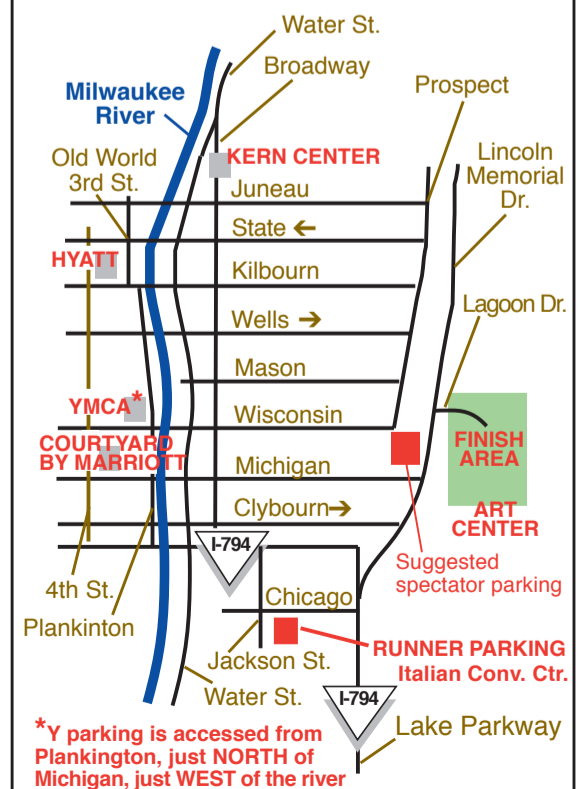 Water St.
Broadway
Milwaukee
River
Prospect
Old World
3rd St.
KERN CENTER
Lincoln
Memorial
Dr.
Juneau
State
HYATT
Kilbourn
Lagoon Dr.
Wells
Mason
YMCA*
Wisconsin
COURTYARD
BY MARRIOTT
FINISH
AREA
Michigan
Clybourn
ART
CENTER
I-794
Suggested
spectator parking
4th St.
Chicago
Plankinton
RUNNER PARKING
Italian Conv. Ctr.
Jackson St.
Water St.
I-794
Lake Parkway
*Y parking is accessed from
Plankington, just NORTH of
Michigan, just WEST of the river